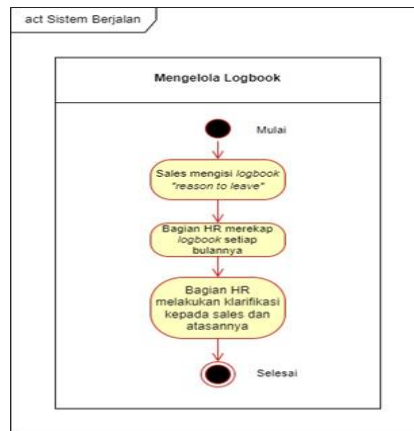 act Sistem Berjalan
Mengelola Logbook
Mulai
Sales mengisi logbook
"reason to leave"
Bagian HR merekap
logbook setiap
bulannya
Bagian HR
melakukan klarifikasi
kepada sales dan
atasannya
Selesai